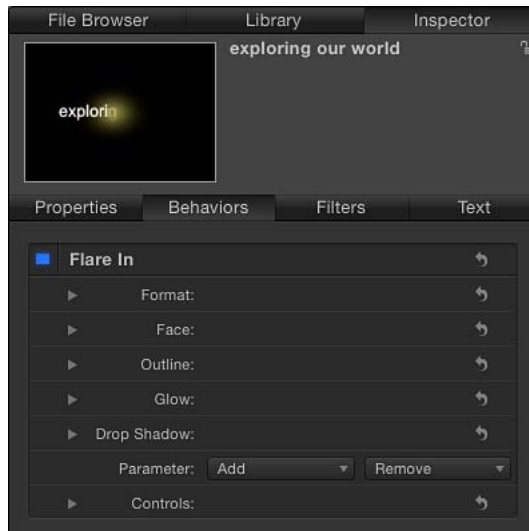 File Browser Library Inspector
exploring our world
explorin
Properties Behaviors Filters Text
Flare In
Format:
Face:
Outline:
Glow:
Drop Shadow:
Parameter: Add Remove
Controls: